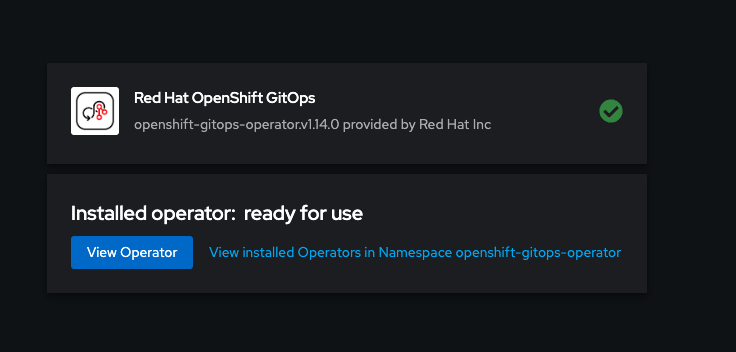 Red Hat OpenShift GitOps
openshift-gitops-operator.v1.14.0 provided by Red Hat Inc
Installed operator: ready for use
View Operator
View installed Operators in Namespace openshift-gitops-operator